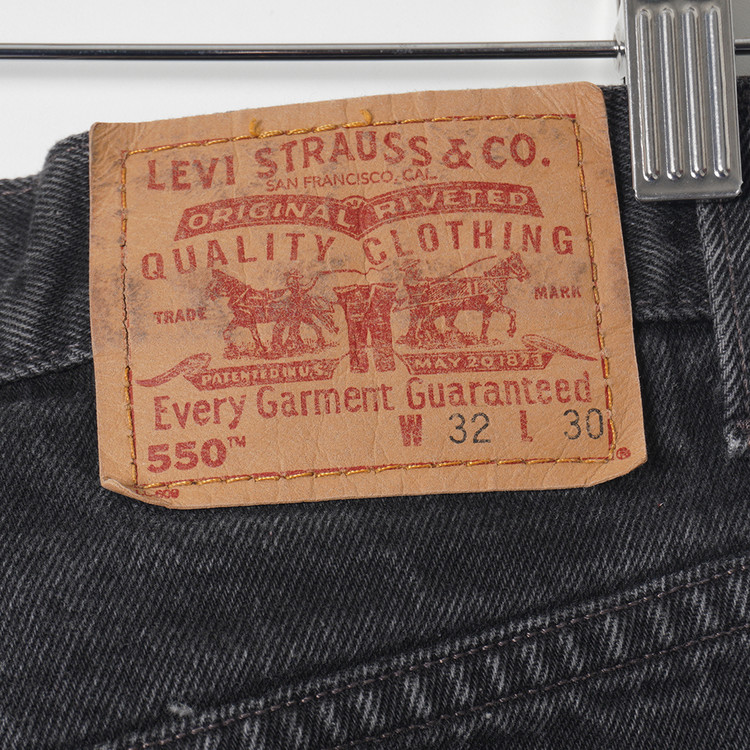 LEVI STRAUSS & CO.
SAN FRANCISCO, CAL.
ORIGINAL RIVETED
QUALITY CLOTHING
TRADE MARK
PATENTED IN U.S. MAY 20 1873
Every Garment Guaranteed
W 32 L 30
550™
®